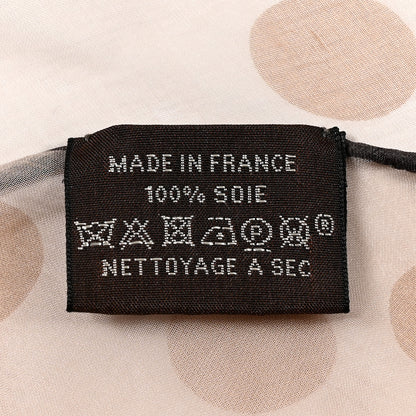 MADE IN FRANCE
100% SOIE
P W ®
NETTOYAGE A SEC